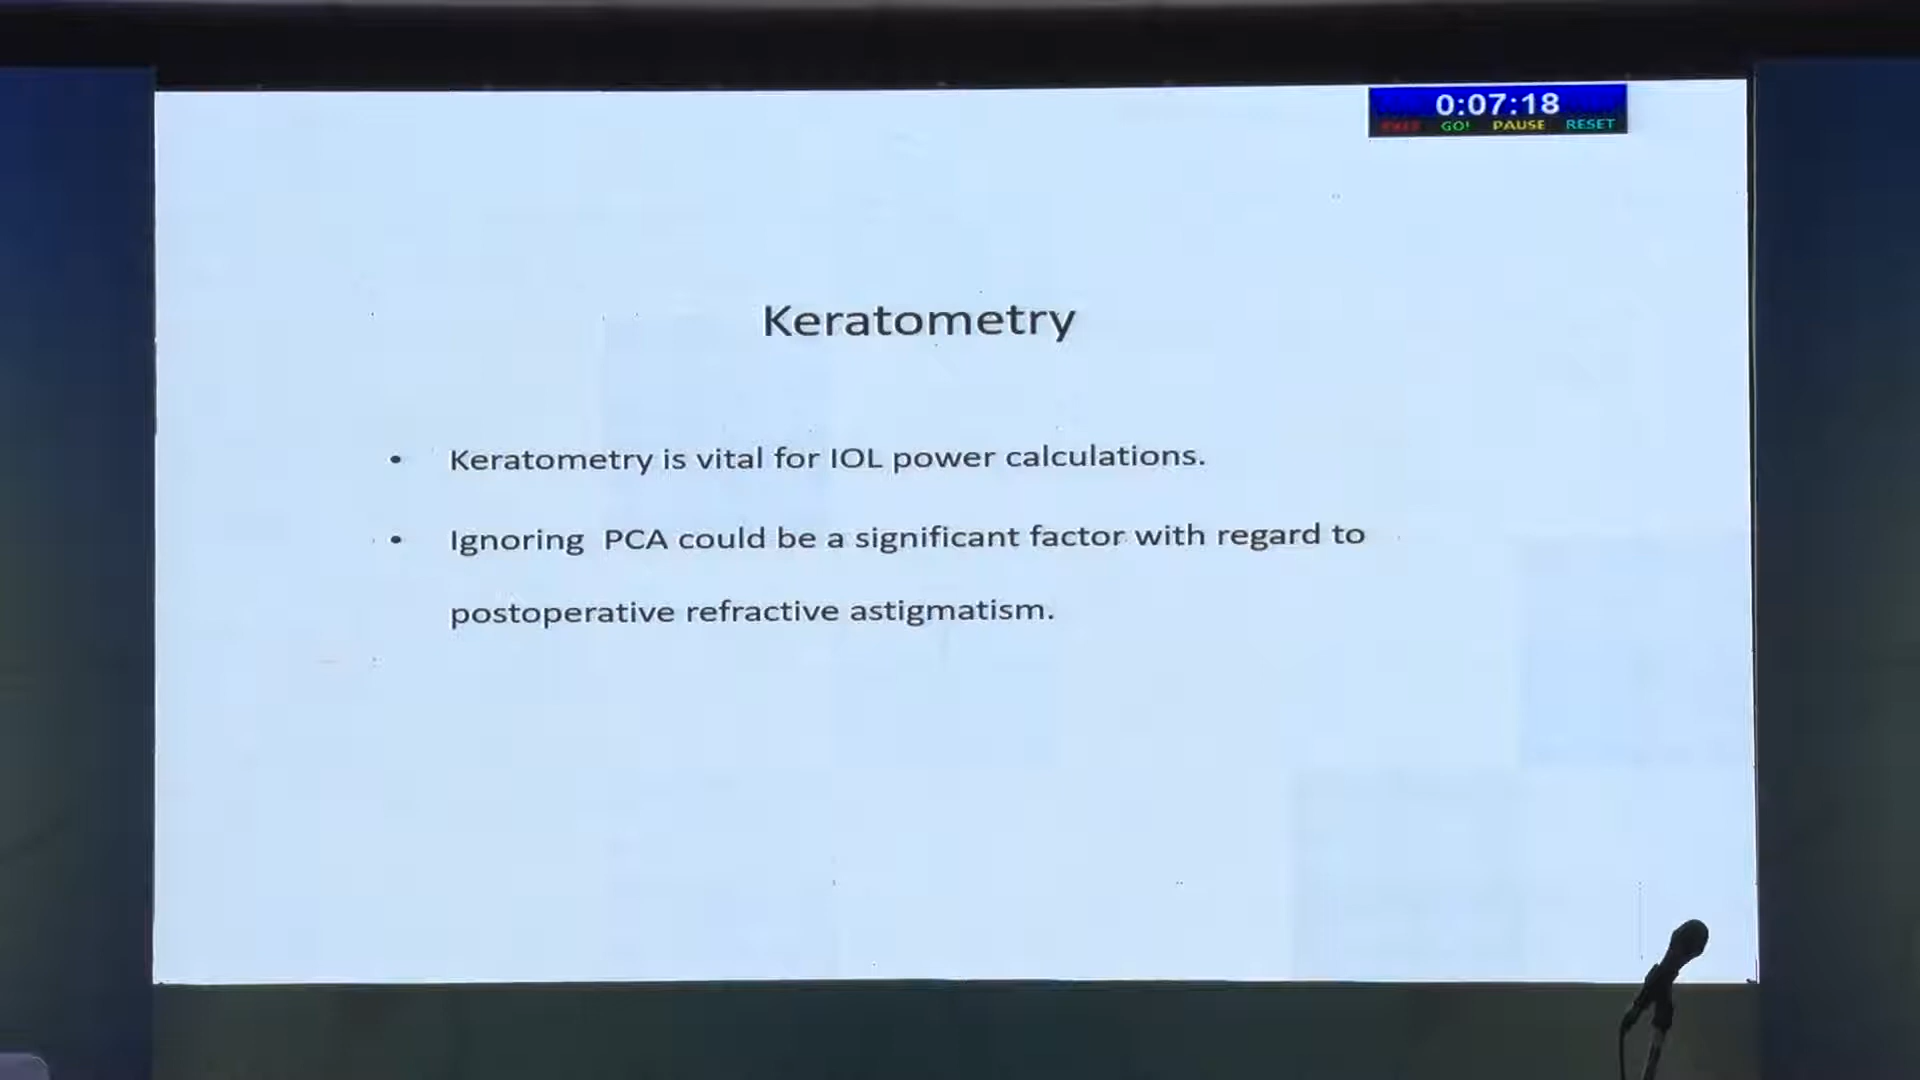 0:07:18
EXIT GO! PAUSE RESET
Keratometry
• Keratometry is vital for IOL power calculations.
• Ignoring PCA could be a significant factor with regard to
postoperative refractive astigmatism.